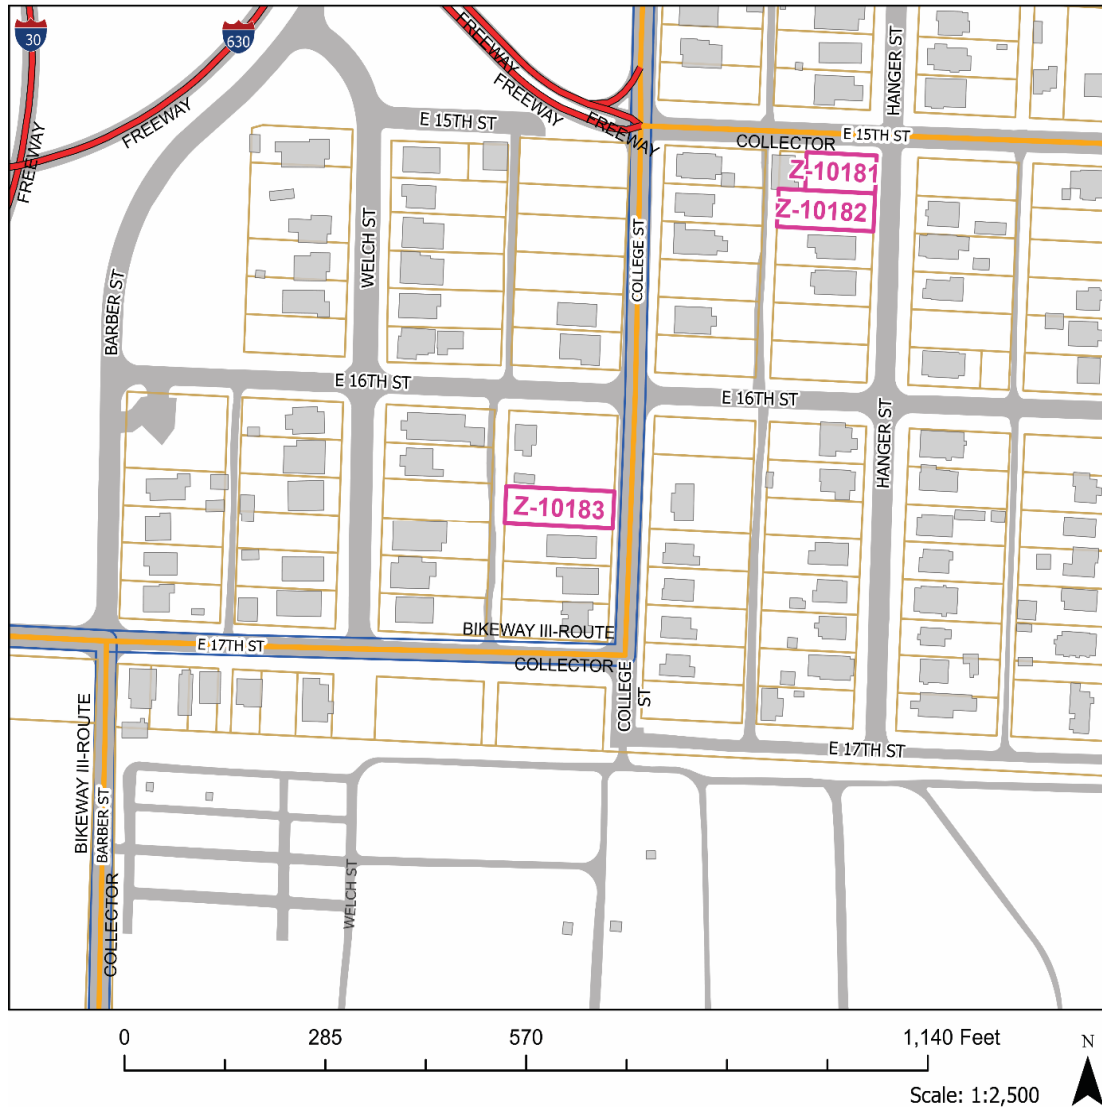 30
630
FREEWAY
FREEWAY
FREEWAY
FREEWAY
FREEWAY
FREEWAY
HANGER ST
E 15TH ST
E 15TH ST
COLLECTOR
Z-10181
Z-10182
WELCH ST
COLLEGE ST
BARBER ST
E 16TH ST
E 16TH ST
HANGER ST
Z-10183
BIKEWAY III-ROUTE
E 17TH ST
COLLECTOR
COLLEGE
ST
E 17TH ST
BIKEWAY III-ROUTE
BARBER ST
WELCH ST
COLLECTOR
0 285 570 1,140 Feet
N
Scale: 1:2,500